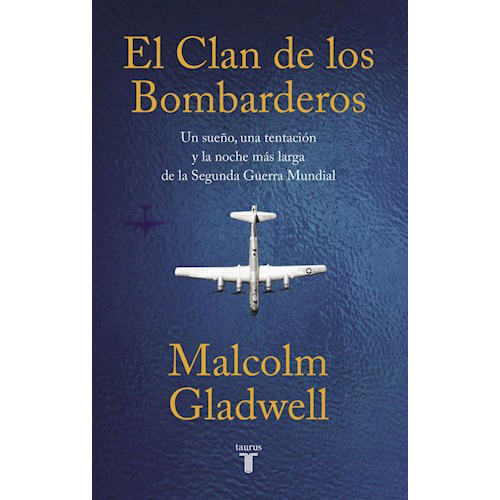 El Clan de los
Bombarderos
Un sueño, una tentación
y la noche más larga
de la Segunda Guerra Mundial
Malcolm
Gladwell
taurus